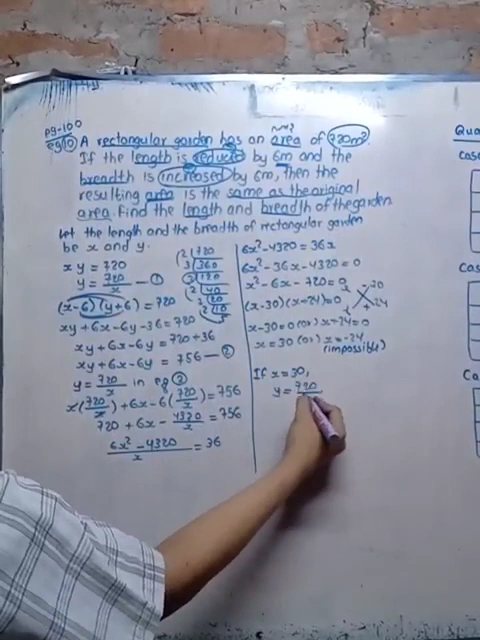 pg-100
eg 10 A rectangular garden has an area of 720m².
If the length is reduced by 6m and the
breadth is increased by 6m, then the
resulting area is the same as the original
area. Find the length and breadth of the garden.
Let the length and the breadth of rectangular garden
be x and y.
xy = 720
y = 720/x — ①
(x-6)(y+6) = 720
xy+6x-6y-36 = 720
xy+6x-6y = 720+36
xy+6x-6y = 756 — ②
y = 720/x in eq ②
x(720/x)+6x-6(720/x) = 756
720+6x-4320/x = 756
6x²-4320/x = 36
2 | 720
2 | 360
2 | 40
2 | 20
6x²-4320 = 36x
6x²-36x-4320 = 0
x²-6x-720 = 0
(x-30)(x+24) = 0
x -30
x +24
x-30=0 (or) x+24=0
x=30 (or) x=-24
(impossible)
If x=30,
y = 720
Qua
Cas
Cas
Ca